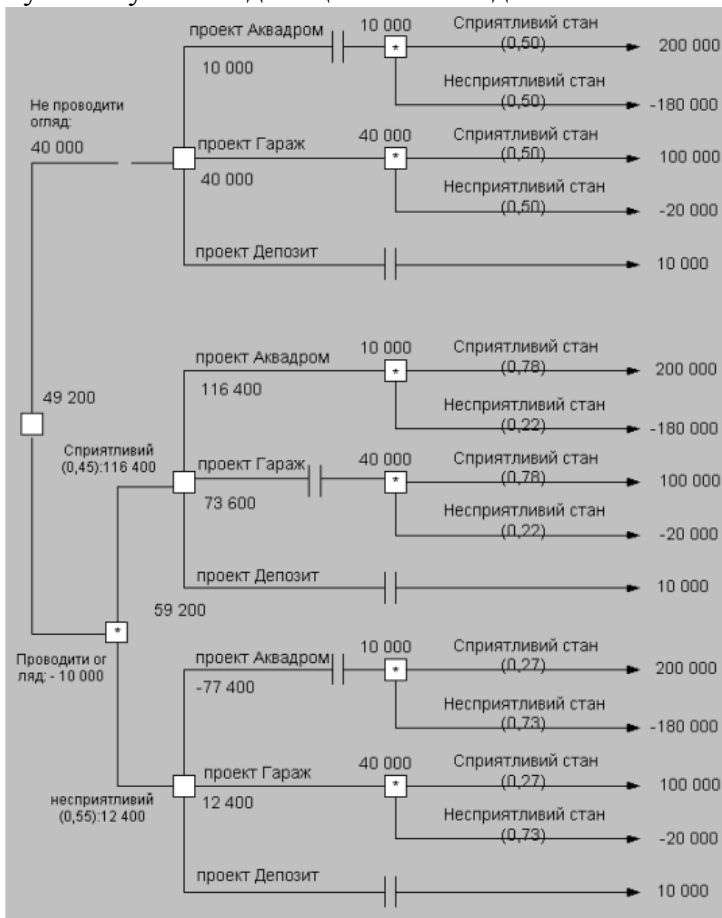 проект Аквадром
10 000
10 000
*
Сприятливий стан
(0,50)
200 000
Несприятливий стан
(0,50)
-180 000
Не проводити
огляд:
40 000
проект Гараж
40 000
40 000
*
Сприятливий стан
(0,50)
100 000
Несприятливий стан
(0,50)
-20 000
проект Депозит
10 000
49 200
Сприятливий
(0,45):116 400
проект Аквадром
116 400
10 000
*
Сприятливий стан
(0,78)
200 000
Несприятливий стан
(0,22)
-180 000
проект Гараж
73 600
40 000
*
Сприятливий стан
(0,78)
100 000
Несприятливий стан
(0,22)
-20 000
проект Депозит
10 000
59 200
*
Проводити ог
ляд: - 10 000
несприятливий
(0,55):12 400
проект Аквадром
-77 400
10 000
*
Сприятливий стан
(0,27)
200 000
Несприятливий стан
(0,73)
-180 000
проект Гараж
12 400
40 000
*
Сприятливий стан
(0,27)
100 000
Несприятливий стан
(0,73)
-20 000
проект Депозит
10 000